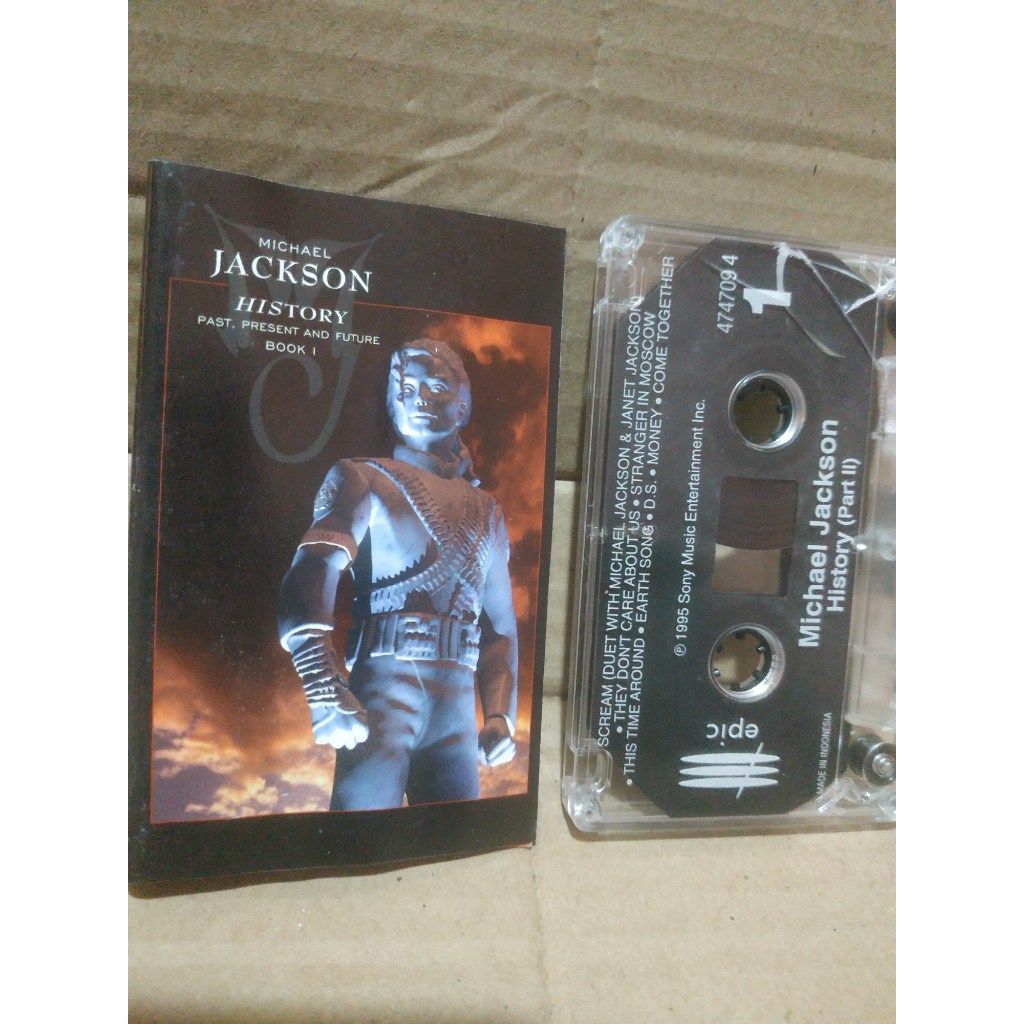 MICHAEL
JACKSON
HISTORY
PAST, PRESENT AND FUTURE
BOOK I
SCREAM (DUET WITH MICHAEL JACKSON & JANET JACKSON)
• THEY DON'T CARE ABOUT US • STRANGER IN MOSCOW
• THIS TIME AROUND • EARTH SONG • D.S. • MONEY • COME TOGETHER
℗ 1995 Sony Music Entertainment Inc.
474709 4
1
epic
Michael Jackson
History (Part II)
MADE IN INDONESIA